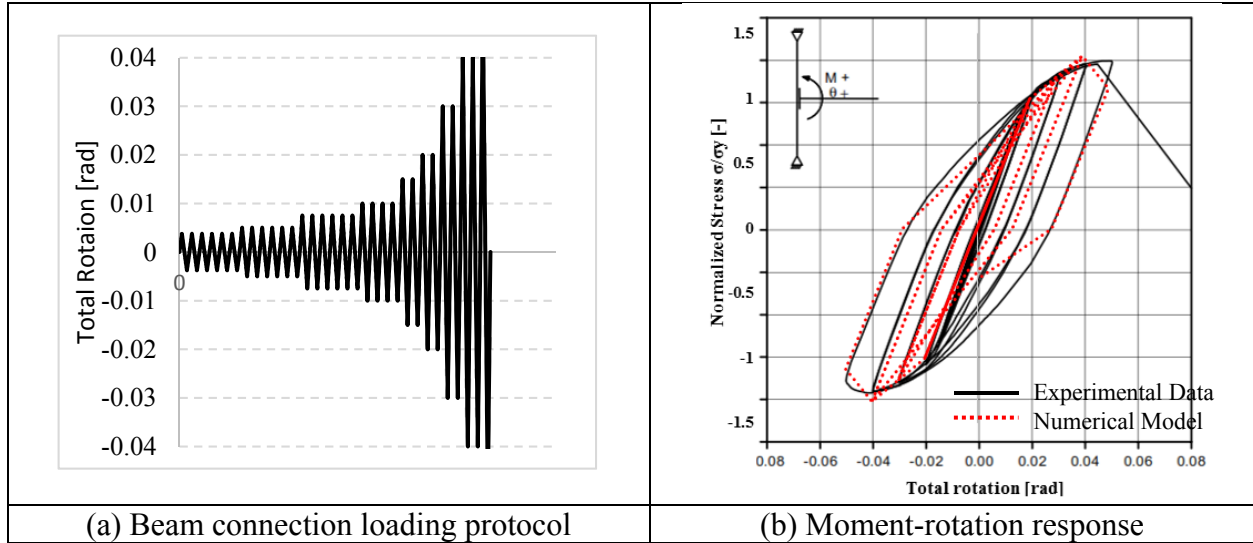 0.04
0.03
0.02
0.01
0
-0.01
-0.02
-0.03
-0.04
0
Total Rotaion [rad]
1.5
1
0.5
0
-0.5
-1
-1.5
Normalized Stress σ/σy [-]
M +
θ +
Experimental Data
Numerical Model
0.08 -0.06 -0.04 -0.02 0.00 0.02 0.04 0.06 0.08
Total rotation [rad]
(a) Beam connection loading protocol
(b) Moment-rotation response